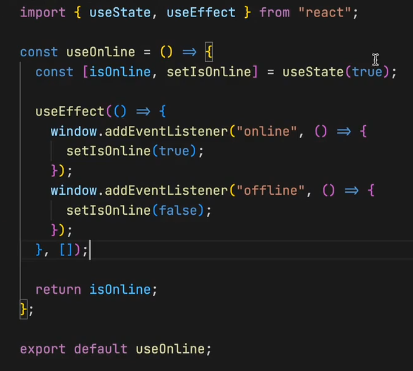 import { useState, useEffect } from "react";
const useOnline = () => {
const [isOnline, setIsOnline] = useState(true);
useEffect(() => {
window.addEventListener("online", () => {
setIsOnline(true);
});
window.addEventListener("offline", () => {
setIsOnline(false);
});
}, []);
return isOnline;
};
export default useOnline;